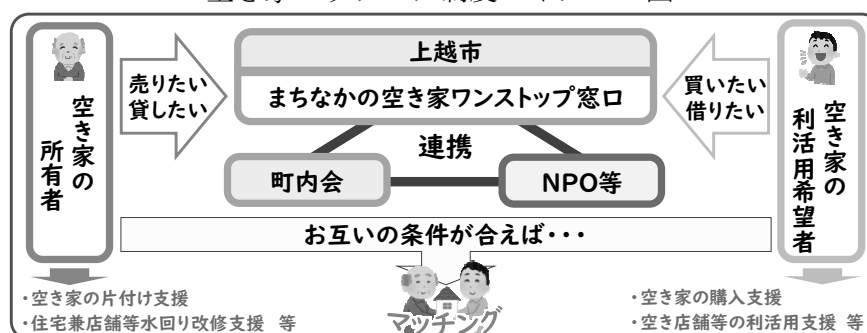 空き家の
所有者
売りたい
貸したい
上越市
まちなかの空き家ワンストップ窓口
連携
町内会
NPO等
買いたい
借りたい
空き家の
利活用希望者
お互いの条件が合えば・・・
マッチング
・空き家の片付け支援
・住宅兼店舗等水回り改修支援 等
・空き家の購入支援
・空き店舗等の利活用支援 等